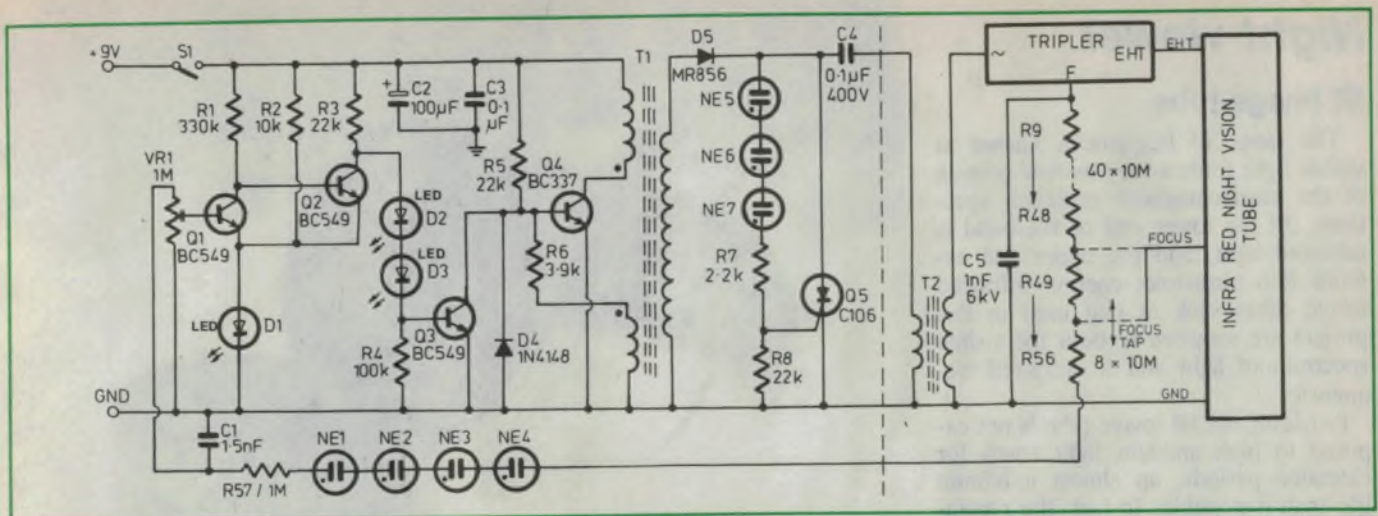 +9V
S1
R1
330k
R2
10k
R3
22k
+
C2
100μF
C3
0·1
μF
T1
D5
MR856
C4
0·1μF
400V
NE5
NE6
NE7
R7
2·2k
R8
22k
Q5
C106
VR1
1M
Q1
BC549
Q2
BC549
LED
D1
LED
D2
LED
D3
R4
100k
Q3
BC549
R5
22k
Q4
BC337
R6
3·9k
D4
1N4148
GND
C1
1·5nF
R57 / 1M
NE1
NE2
NE3
NE4
T2
~
TRIPLER
EHT
F
EHT
R9
R48
40 x 10M
C5
1nF
6kV
R49
R56
8 x 10M
FOCUS
FOCUS
TAP
GND
INFRA RED NIGHT VISION
TUBE